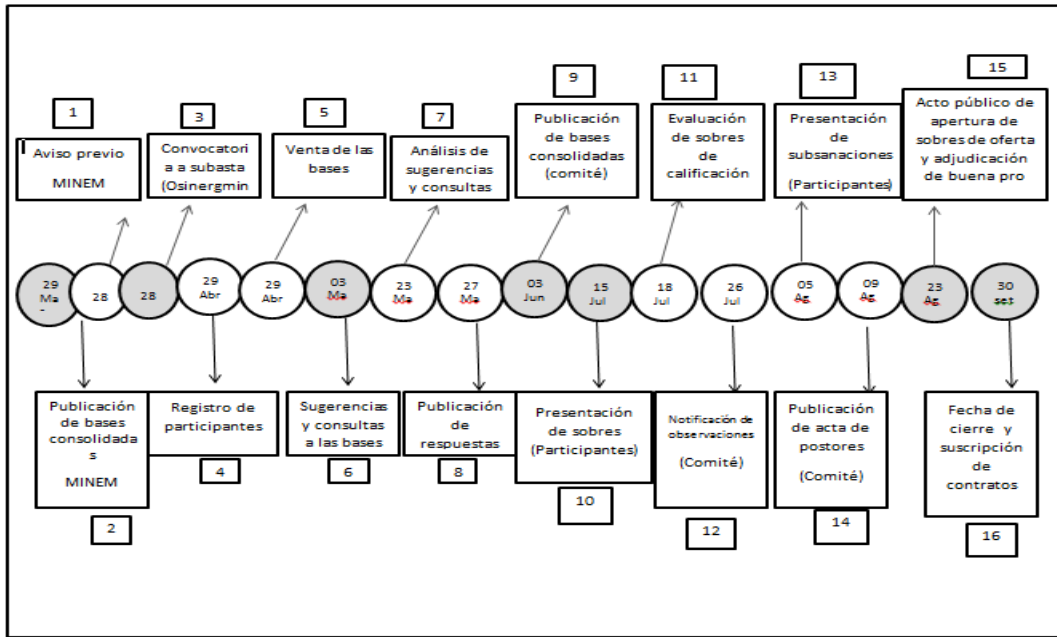 1
3
5
7
9
11
13
15
Aviso previo
MINEM
Convocatori
a a subasta
(Osinergmin
Venta de las
bases
Análisis de
sugerencias
y consultas
Publicación
de bases
consolidadas
(comité)
Evaluación
de sobres
de
calificación
Presentación
de
subsanaciones
(Participantes)
Acto público de
apertura de
sobres de oferta
y adjudicación
de buena pro
29
Ma
-
28
28
29
Abr
29
Abr
03
Ma
23
Ma
27
Ma
03
Jun
15
Jul
18
Jul
26
Jul
05
Ag.
09
Ag.
23
Ag.
30
set
Publicación
de bases
consolidada
s
MINEM
Registro de
participantes
Sugerencias
y consultas
a las bases
Publicación
de
respuestas
Presentación
de sobres
(Participantes)
Notificación de
observaciones
(Comité)
Publicación
de acta de
postores
(Comité)
Fecha de
cierre y
suscripción
de
contratos
2
4
6
8
10
12
14
16